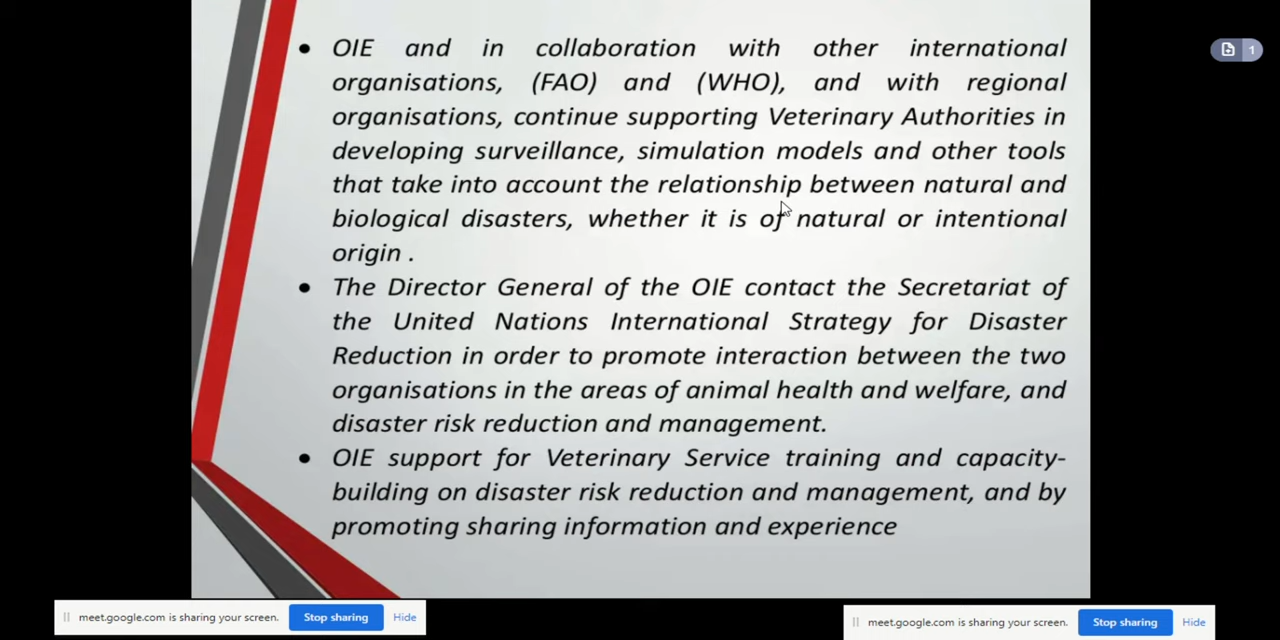 1
• OIE and in collaboration with other international
organisations, (FAO) and (WHO), and with regional
organisations, continue supporting Veterinary Authorities in
developing surveillance, simulation models and other tools
that take into account the relationship between natural and
biological disasters, whether it is of natural or intentional
origin .
• The Director General of the OIE contact the Secretariat of
the United Nations International Strategy for Disaster
Reduction in order to promote interaction between the two
organisations in the areas of animal health and welfare, and
disaster risk reduction and management.
• OIE support for Veterinary Service training and capacity-
building on disaster risk reduction and management, and by
promoting sharing information and experience
meet.google.com is sharing your screen. Stop sharing Hide
meet.google.com is sharing your screen. Stop sharing Hide